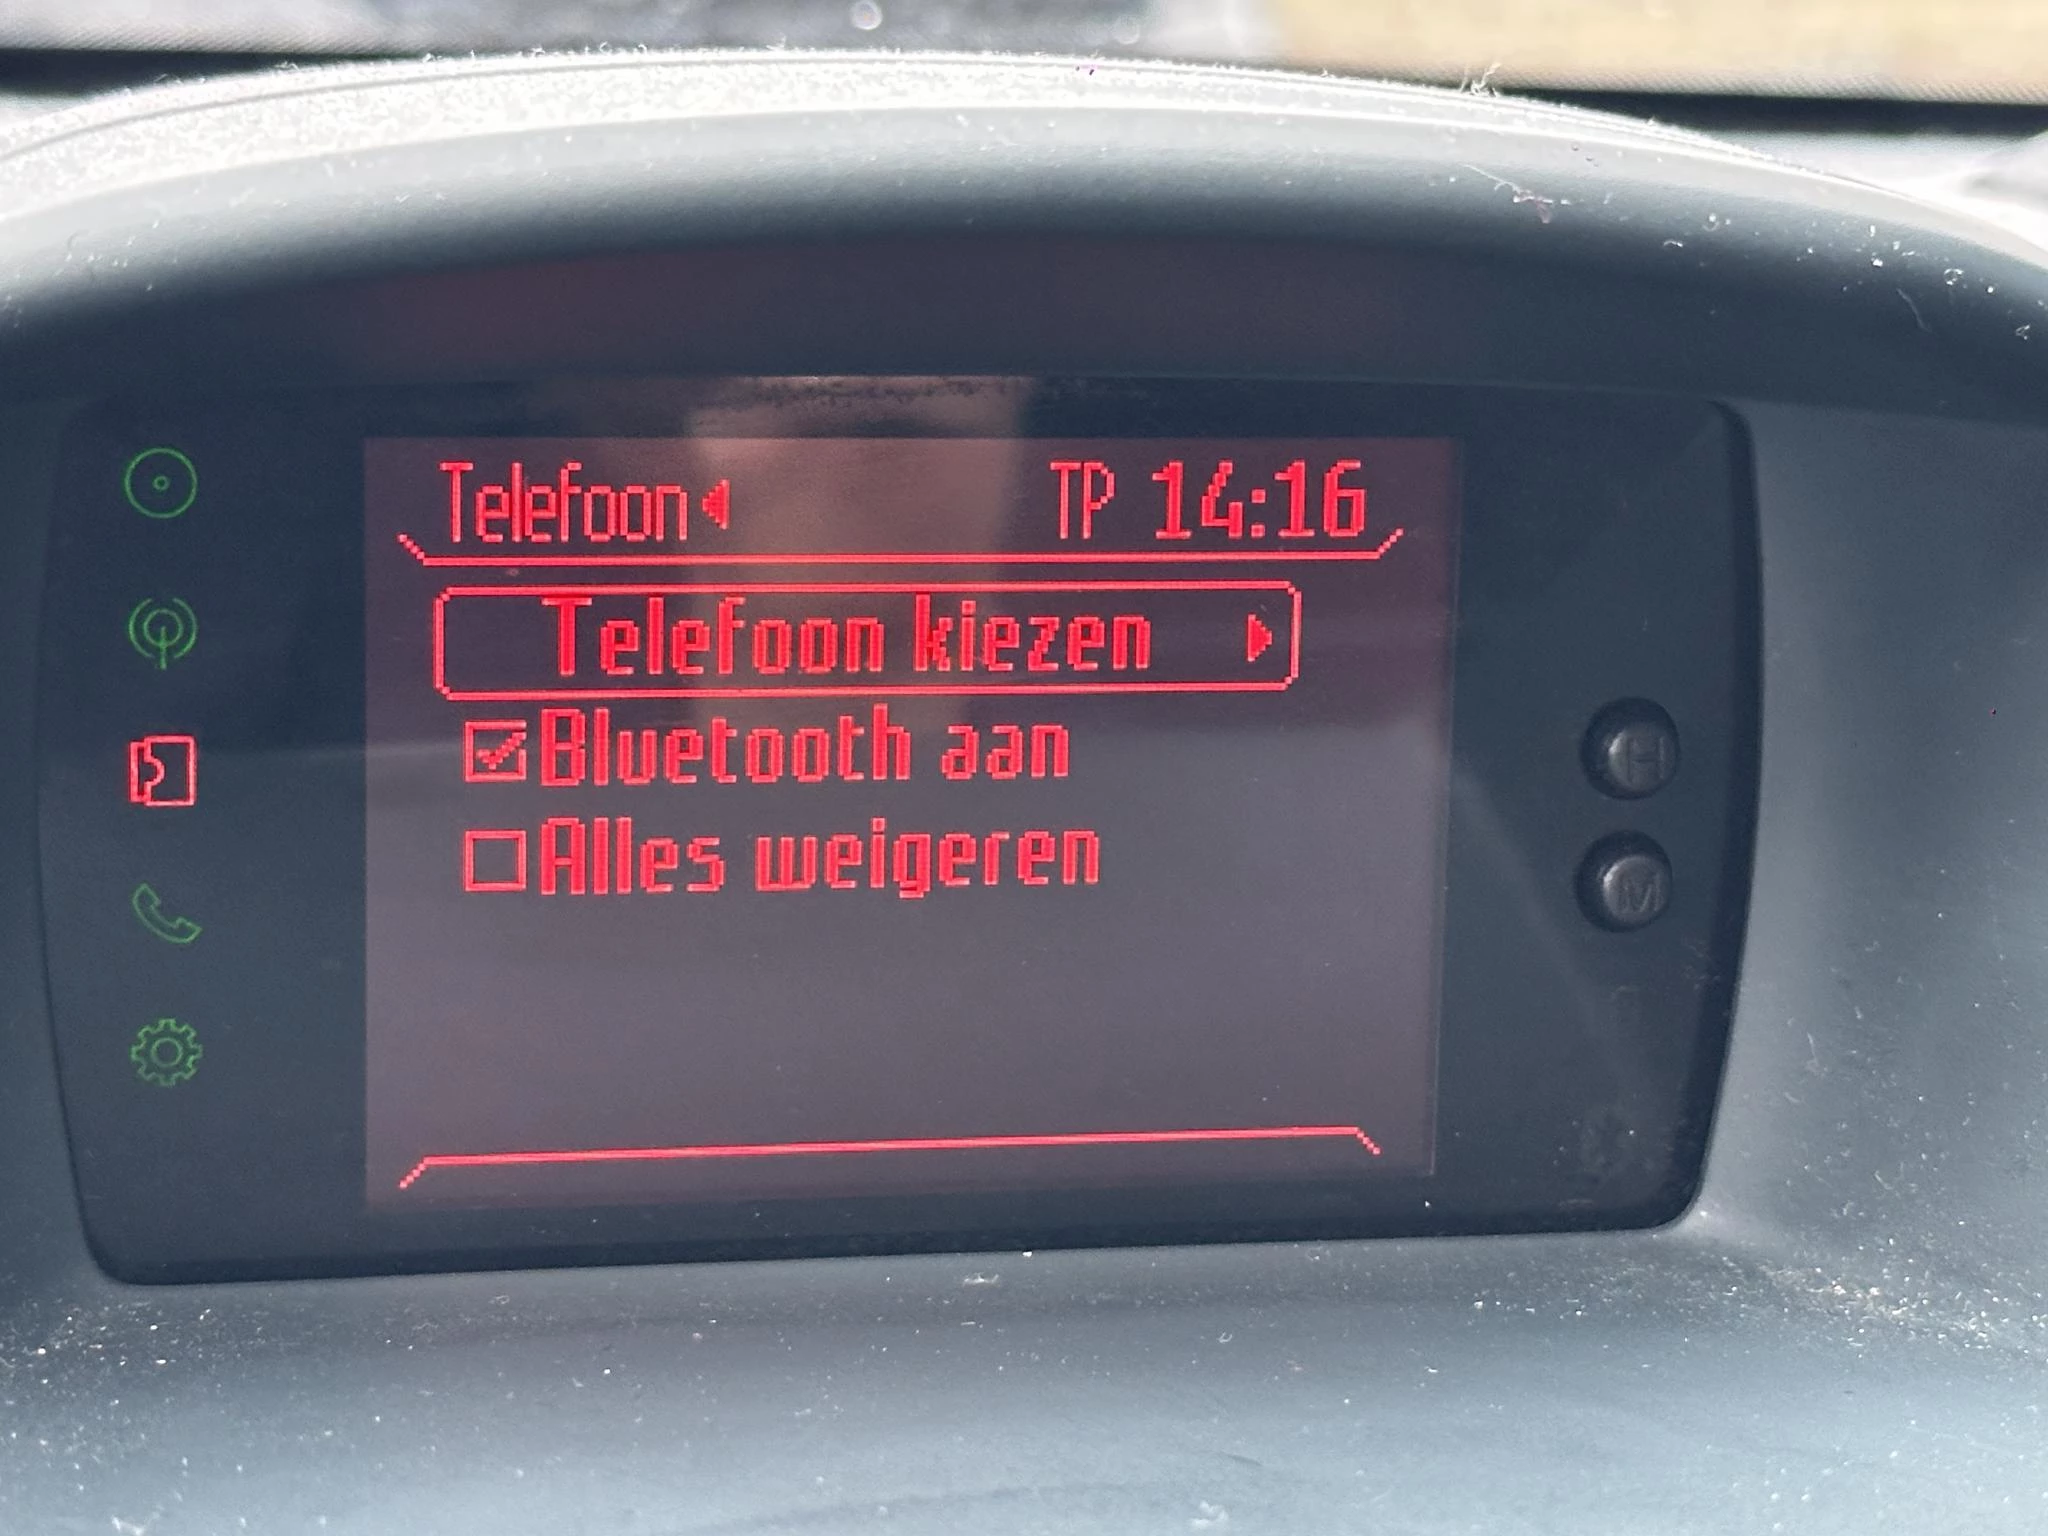 Telefoon TP 14:16
Telefoon kiezen
Bluetooth aan
Alles weigeren
H
M